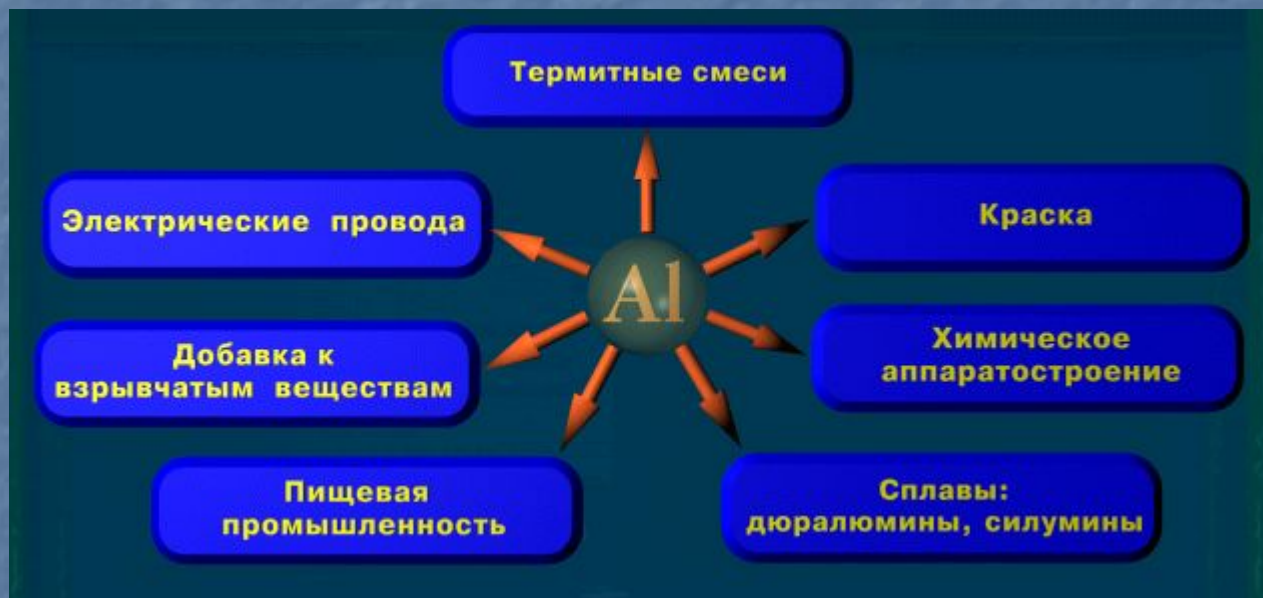 Термитные смеси
Электрические провода
Краска
Al
Добавка к
взрывчатым веществам
Химическое
аппаратостроение
Пищевая
промышленность
Сплавы:
дюралюмины, силумины